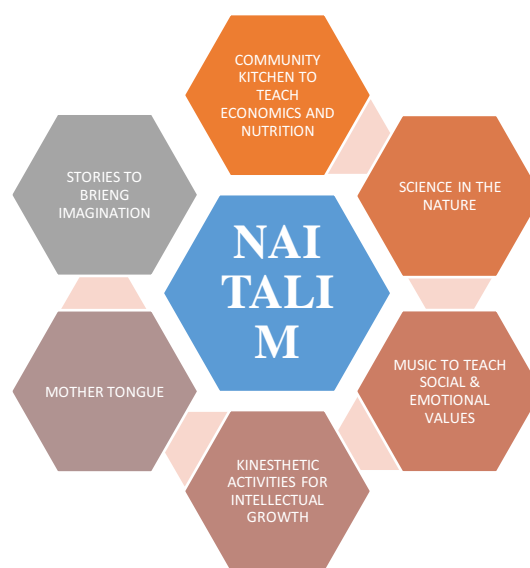 COMMUNITY
KITCHEN TO
TEACH
ECONOMICS AND
NUTRITION
SCIENCE IN THE
NATURE
MUSIC TO TEACH
SOCIAL &
EMOTIONAL
VALUES
KINESTHETIC
ACTIVITIES FOR
INTELLECTUAL
GROWTH
MOTHER TONGUE
STORIES TO
BRIENG
IMAGINATION
NAI
TALI
M